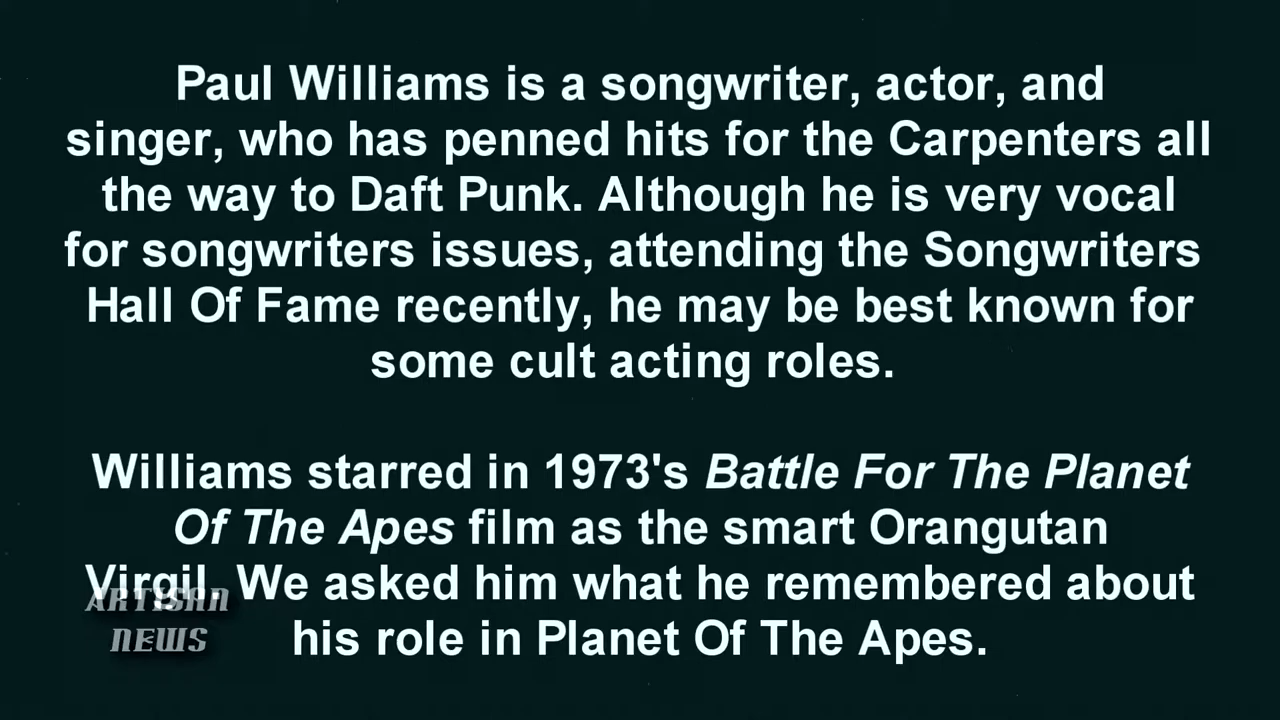 Paul Williams is a songwriter, actor, and
singer, who has penned hits for the Carpenters all
the way to Daft Punk. Although he is very vocal
for songwriters issues, attending the Songwriters
Hall Of Fame recently, he may be best known for
some cult acting roles.
Williams starred in 1973's Battle For The Planet
Of The Apes film as the smart Orangutan
Virgil. We asked him what he remembered about
his role in Planet Of The Apes.
ARTISAN
NEWS